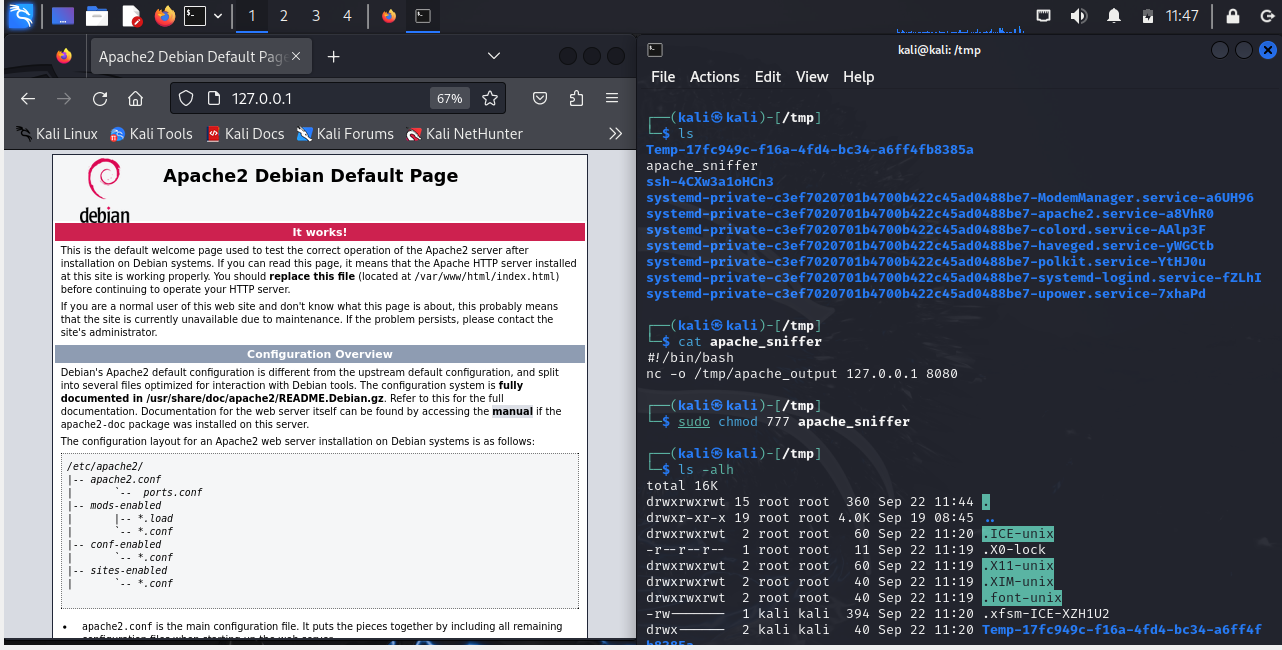 1 2 3 4 11:47
Apache2 Debian Default Page
127.0.0.1 67%
Kali Linux Kali Tools Kali Docs Kali Forums Kali NetHunter
debian
Apache2 Debian Default Page
It works!
This is the default welcome page used to test the correct operation of the Apache2 server after
installation on Debian systems. If you can read this page, it means that the Apache HTTP server installed
at this site is working properly. You should replace this file (located at /var/www/html/index.html)
before continuing to operate your HTTP server.
If you are a normal user of this web site and don't know what this page is about, this probably means
that the site is currently unavailable due to maintenance. If the problem persists, please contact the
site's administrator.
Configuration Overview
Debian's Apache2 default configuration is different from the upstream default configuration, and split
into several files optimized for interaction with Debian tools. The configuration system is fully
documented in /usr/share/doc/apache2/README.Debian.gz. Refer to this for the full
documentation. Documentation for the web server itself can be found by accessing the manual if the
apache2-doc package was installed on this server.
The configuration layout for an Apache2 web server installation on Debian systems is as follows:
/etc/apache2/
|-- apache2.conf
|       `--  ports.conf
|-- mods-enabled
|       |-- *.load
|       `-- *.conf
|-- conf-enabled
|       `-- *.conf
|-- sites-enabled
|       `-- *.conf
• apache2.conf is the main configuration file. It puts the pieces together by including all remaining
configuration files when starting up the web server.
kali@kali: /tmp
File Actions Edit View Help
┌──(kali㉿kali)-[/tmp]
└─$ ls
Temp-17fc949c-f16a-4fd4-bc34-a6ff4fb8385a
apache_sniffer
ssh-4CXw3a1oHCn3
systemd-private-c3ef7020701b4700b422c45ad0488be7-ModemManager.service-a6UH96
systemd-private-c3ef7020701b4700b422c45ad0488be7-apache2.service-a8VhR0
systemd-private-c3ef7020701b4700b422c45ad0488be7-colord.service-AAlp3F
systemd-private-c3ef7020701b4700b422c45ad0488be7-haveged.service-yWGCtb
systemd-private-c3ef7020701b4700b422c45ad0488be7-polkit.service-YtHJ0u
systemd-private-c3ef7020701b4700b422c45ad0488be7-systemd-logind.service-fZLhI
systemd-private-c3ef7020701b4700b422c45ad0488be7-upower.service-7xhaPd
┌──(kali㉿kali)-[/tmp]
└─$ cat apache_sniffer
#!/bin/bash
nc -o /tmp/apache_output 127.0.0.1 8080
┌──(kali㉿kali)-[/tmp]
└─$ sudo chmod 777 apache_sniffer
┌──(kali㉿kali)-[/tmp]
└─$ ls -alh
total 16K
drwxrwxrwt 15 root root  360 Sep 22 11:44 .
drwxr-xr-x 19 root root 4.0K Sep 19 08:45 ..
drwxrwxrwt  2 root root   60 Sep 22 11:20 .ICE-unix
-r--r--r--  1 root root   11 Sep 22 11:19 .X0-lock
drwxrwxrwt  2 root root   60 Sep 22 11:19 .X11-unix
drwxrwxrwt  2 root root   40 Sep 22 11:19 .XIM-unix
drwxrwxrwt  2 root root   40 Sep 22 11:19 .font-unix
-rw-------  1 kali kali  394 Sep 22 11:20 .xfsm-ICE-XZH1U2
drwx------  2 kali kali   40 Sep 22 11:20 Temp-17fc949c-f16a-4fd4-bc34-a6ff4f
b8385a